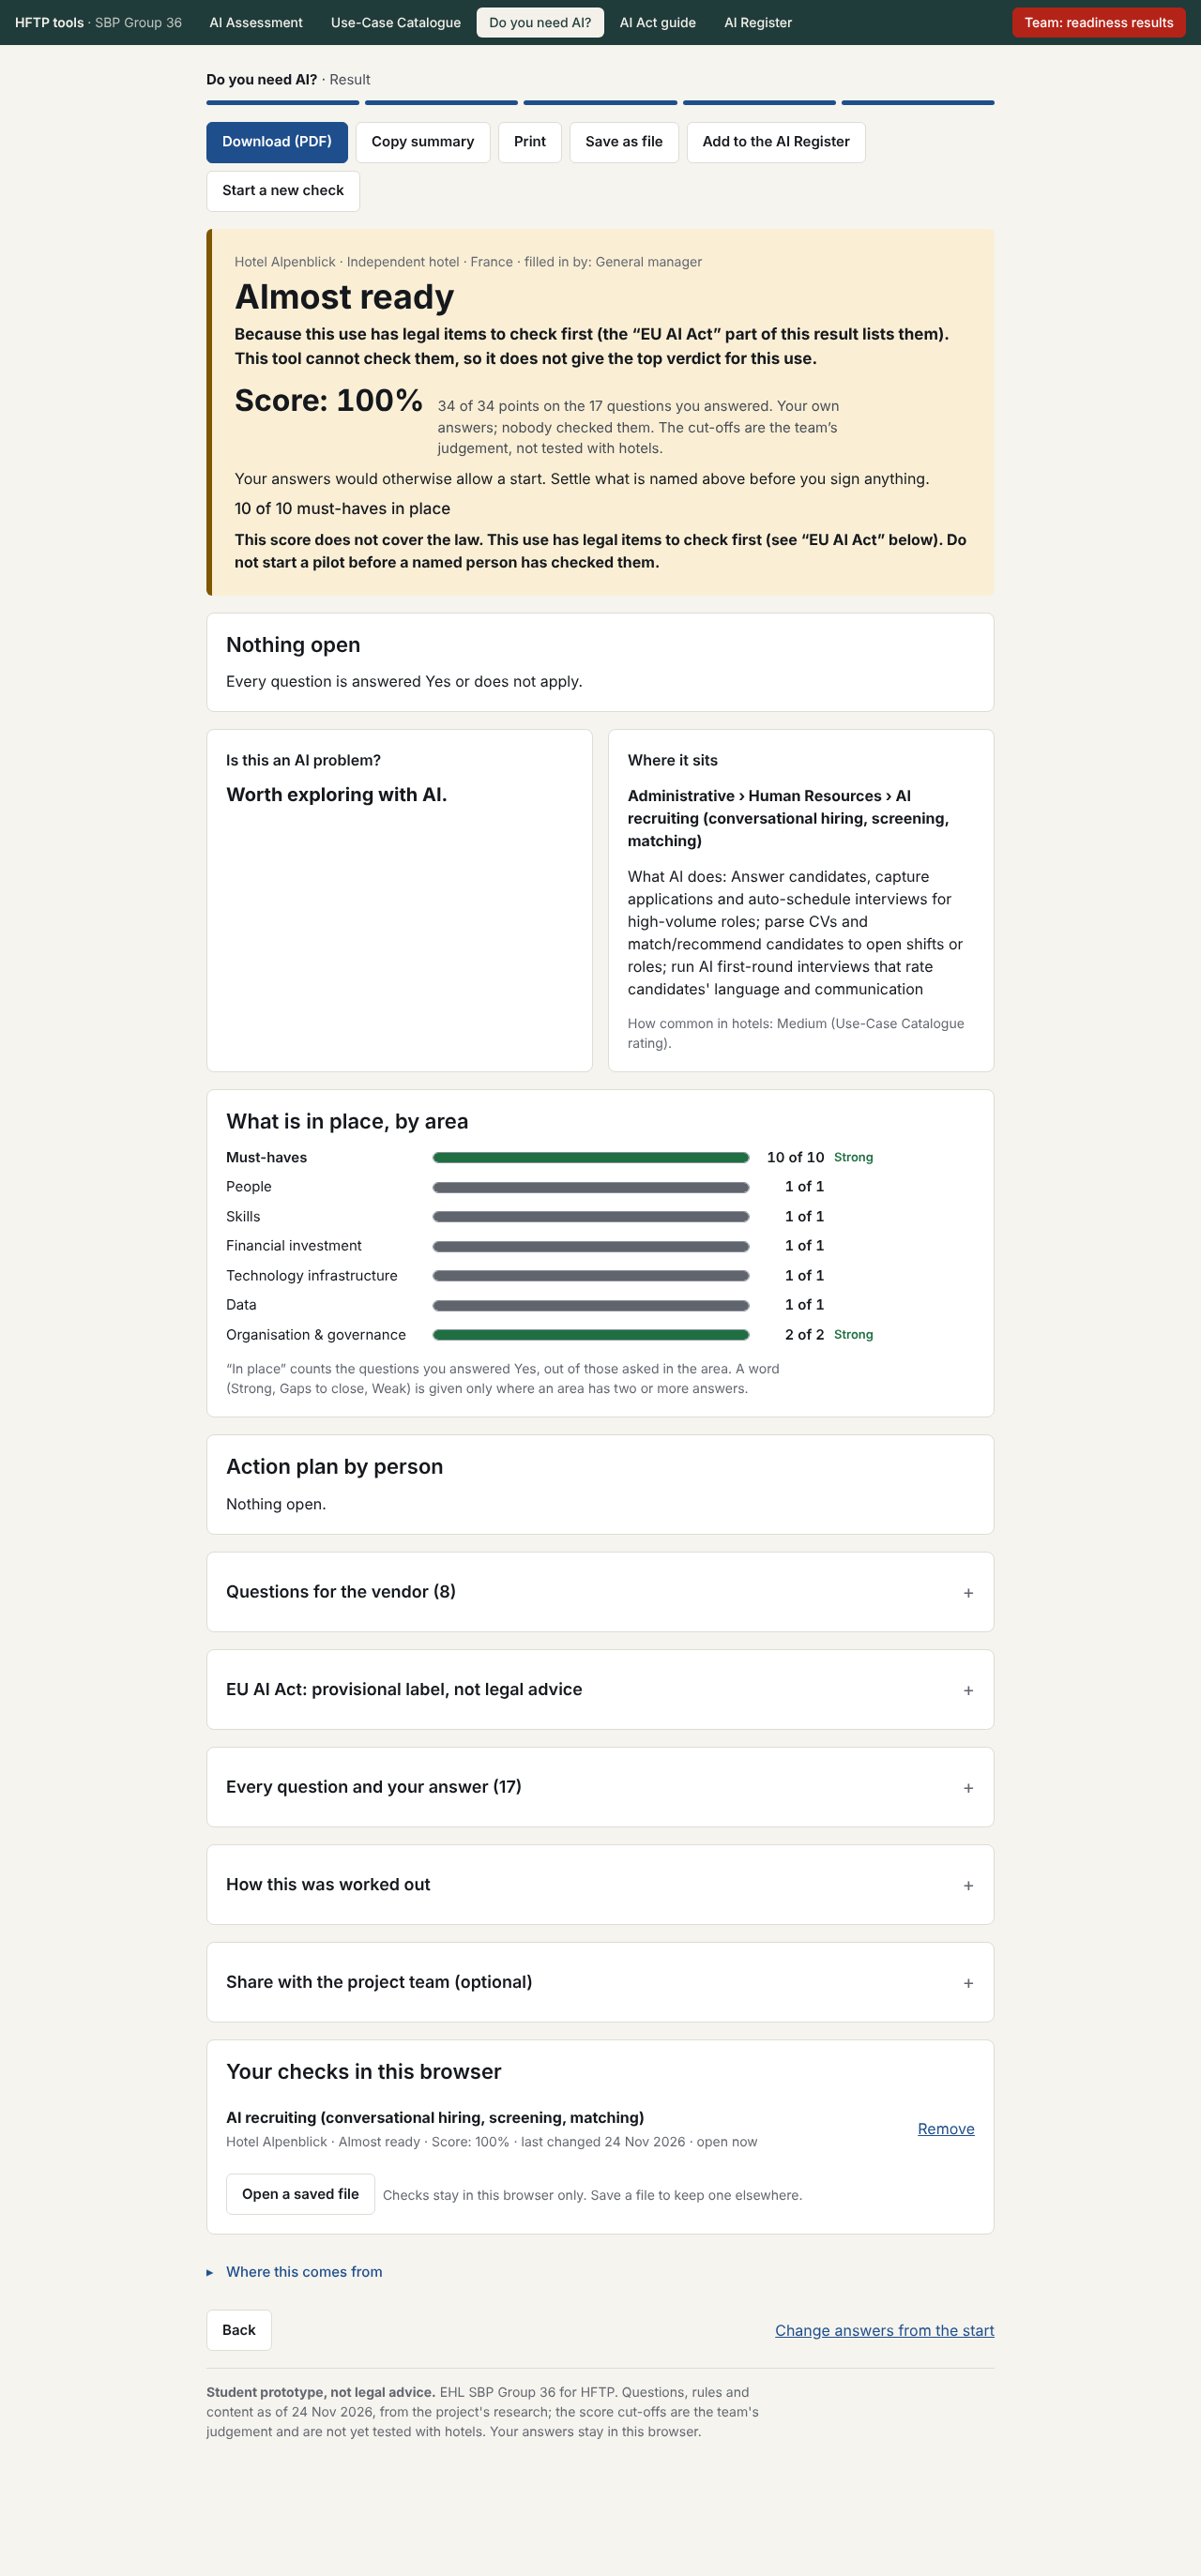 HFTP tools · SBP Group 36
AI Assessment
Use-Case Catalogue
Do you need AI?
AI Act guide
AI Register
Team: readiness results
Do you need AI? · Result
Download (PDF)
Copy summary
Print
Save as file
Add to the AI Register
Start a new check
Hotel Alpenblick · Independent hotel · France · filled in by: General manager
Almost ready
Because this use has legal items to check first (the “EU AI Act” part of this result lists them).
This tool cannot check them, so it does not give the top verdict for this use.
Score: 100%
34 of 34 points on the 17 questions you answered. Your own
answers; nobody checked them. The cut-offs are the team’s
judgement, not tested with hotels.
Your answers would otherwise allow a start. Settle what is named above before you sign anything.
10 of 10 must-haves in place
This score does not cover the law. This use has legal items to check first (see “EU AI Act” below). Do
not start a pilot before a named person has checked them.
Nothing open
Every question is answered Yes or does not apply.
Is this an AI problem?
Worth exploring with AI.
Where it sits
Administrative › Human Resources › AI
recruiting (conversational hiring, screening,
matching)
What AI does: Answer candidates, capture
applications and auto-schedule interviews for
high-volume roles; parse CVs and
match/recommend candidates to open shifts or
roles; run AI first-round interviews that rate
candidates' language and communication
How common in hotels: Medium (Use-Case Catalogue
rating).
What is in place, by area
Must-haves 10 of 10 Strong
People 1 of 1
Skills 1 of 1
Financial investment 1 of 1
Technology infrastructure 1 of 1
Data 1 of 1
Organisation & governance 2 of 2 Strong
“In place” counts the questions you answered Yes, out of those asked in the area. A word
(Strong, Gaps to close, Weak) is given only where an area has two or more answers.
Action plan by person
Nothing open.
Questions for the vendor (8) +
EU AI Act: provisional label, not legal advice +
Every question and your answer (17) +
How this was worked out +
Share with the project team (optional) +
Your checks in this browser
AI recruiting (conversational hiring, screening, matching)
Hotel Alpenblick · Almost ready · Score: 100% · last changed 24 Nov 2026 · open now
Remove
Open a saved file
Checks stay in this browser only. Save a file to keep one elsewhere.
▸ Where this comes from
Back
Change answers from the start
Student prototype, not legal advice. EHL SBP Group 36 for HFTP. Questions, rules and
content as of 24 Nov 2026, from the project's research; the score cut-offs are the team's
judgement and are not yet tested with hotels. Your answers stay in this browser.